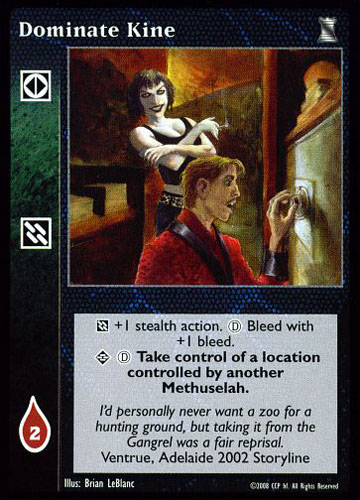 Dominate Kine
+1 stealth action. Ⓓ Bleed with
+1 bleed.
Ⓓ Take control of a location
controlled by another
Methuselah.
I'd personally never want a zoo for a
hunting ground, but taking it from the
Gangrel was a fair reprisal.
Ventrue, Adelaide 2002 Storyline
2
Illus: Brian LeBlanc
©2008 CCP hf. All Rights Reserved